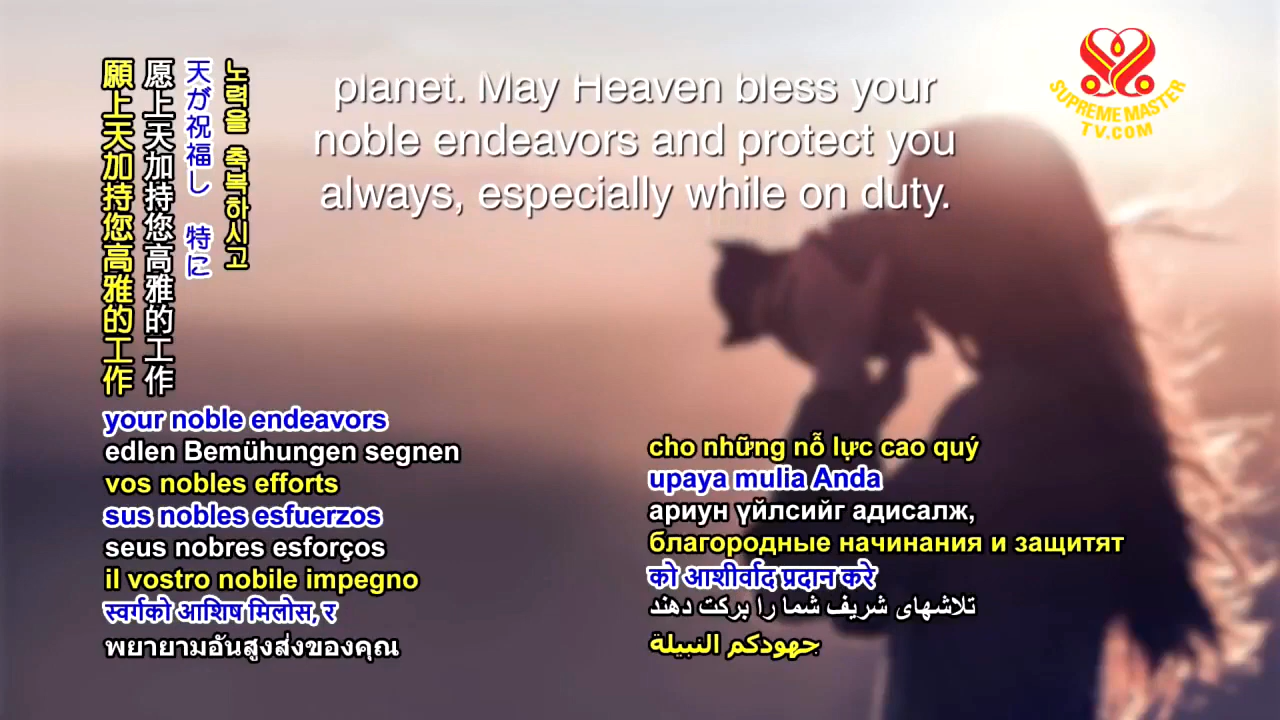 planet. May Heaven bless your
noble endeavors and protect you
always, especially while on duty.
SUPREME MASTER
TV.COM
노력을 축복하시고
天が祝福し 特に
愿上天加持您高雅的工作
願上天加持您高雅的工作
your noble endeavors
edlen Bemühungen segnen
vos nobles efforts
sus nobles esfuerzos
seus nobres esforços
il vostro nobile impegno
स्वर्गको आशिष मिलोस्, र
พยายามอันสูงส่งของคุณ
cho những nỗ lực cao quý
upaya mulia Anda
ариун үйлсийг адисалж,
благородные начинания и защитят
को आशीर्वाद प्रदान करे
تلاشهای شریف شما را برکت دهند
جهودكم النبيلة